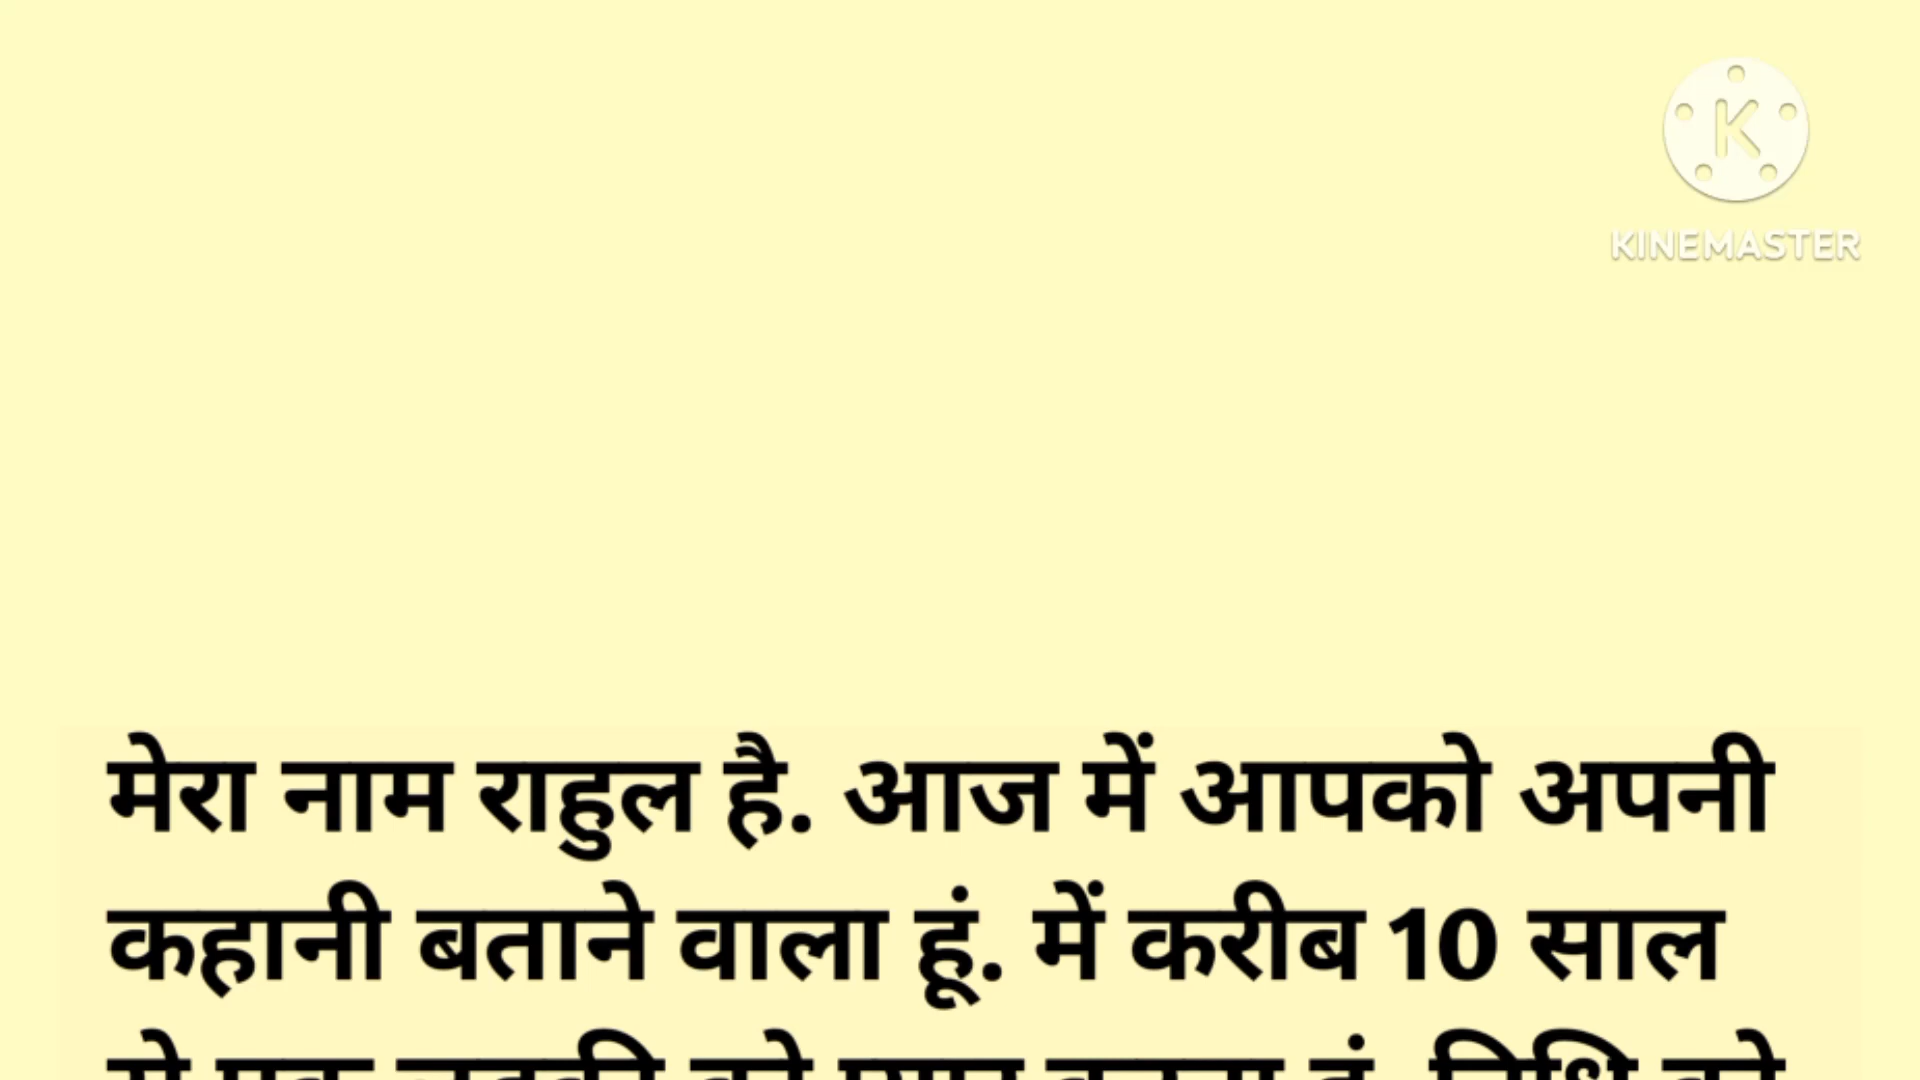 KINEMASTER
मेरा नाम राहुल है. आज में आपको अपनी
कहानी बताने वाला हूं. में करीब 10 साल